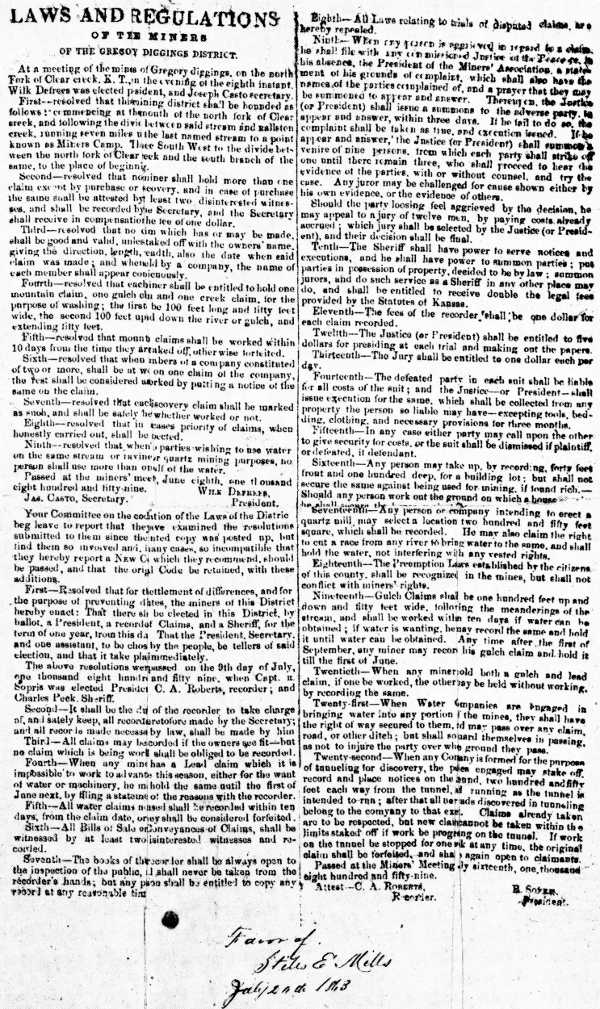 LAWS AND REGULATIONS
OF THE MINERS
OF THE GREGOY DIGGINGS DISTRICT.
At a meeting of the mines of Gregory diggings, on the north
Fork of Clear creek, K. T., on the evening of the eighth instant,
Wilk Defrees was elected president, and Joseph Casto secretary.
First—resolved that this mining district shall be bounded as
follows: commencing at the mouth of the north fork of Clear
creek, and following the divide between said stream and
creek, running seven miles up the last named stream to a point
known as Miners Camp. Thence South West to the divide be-
tween the north fork of Clear creek and the south branch of the
same, to the place of beginning.
Second—resolved that no miner shall hold more than one
claim except by purchase or discovery, and in case of purchase
the same shall be attested by at least two disinterested witnes-
ses, and shall be recorded by the Secretary, and the Secretary
shall receive in compensation the fee of one dollar.
Third—resolved that no claim which has or may be made,
shall be good and valid, unless staked off with the owners' name,
giving the direction, length, breadth, also the date when said
claim was made; and when held by a company, the name of
each member shall appear conspicuously.
Fourth—resolved that each miner shall be entitled to hold one
mountain claim, one gulch claim and one creek claim, for the
purpose of washing; the first to be 100 feet long and fifty feet
wide, the second 100 feet up and down the river or gulch, and
extending fifty feet.
Fifth—resolved that mountain claims shall be worked within
10 days from the time they are staked off, otherwise forfeited.
Sixth—resolved that when members of a company constituted
of two or more, shall be at work on one claim of the company,
the rest shall be considered as worked by putting a notice of the
same on the claim.
Seventh—resolved that each discovery claim shall be marked
as such, and shall be safely held whether worked or not.
Eighth—resolved that in cases priority of claims, when
honestly carried out, shall be respected.
Ninth—resolved that when two parties wishing to use water
on the same stream or ravine for quartz mining purposes, no
person shall use more than one-half of the water.
Passed at the miners' meeting, June eighth, one thousand
eight hundred and fifty-nine. WILK DEFREES,
JAS. CASTO, Secretary. President.
Your Committee on the codification of the Laws of the District
beg leave to report that they have examined the resolutions
submitted to them since the printed copy was posted up, but
find them so involved and, in many cases, so incompatible that
they hereby report a New Code which they recommend, should
be passed, and that the original Code be retained, with these
additions.
First—Resolved that for the settlement of differences, and for
the purpose of preventing disputes, the miners of this District
hereby enact: That there shall be elected in this District, by
ballot, a President, a recorder of Claims, and a Sheriff, for the
term of one year, from this day. That the President, Secretary,
and one assistant, to be chosen by the people, be tellers of said
election, and that it take place immediately.
The above resolutions were passed on the 9th day of July,
one thousand eight hundred and fifty nine, when Capt. R.
Sopris was elected President, C. A. Roberts, recorder; and
Charles Peck, Sheriff.
Second—It shall be the duty of the recorder to take charge
of, and safely keep, all records heretofore made by the Secretary;
and all records made necessary by law, shall be made by him
Third—All claims may be recorded if the owners see fit—but
no claim which is being worked shall be obliged to be recorded.
Fourth—When any miner has a Lead claim which it is
impossible to work to advantage this season, either for the want
of water or machinery, he may hold the same until the first of
June next, by filing a statement of the reasons with the recorder.
Fifth—All water claims must shall be recorded within ten
days, from the claim date, or they shall be considered forfeited.
Sixth—All Bills of Sale or Conveyances of Claims, shall be
witnessed by at least two disinterested witnesses and re-
corded.
Seventh—The books of the recorder shall be always open to
the inspection of the public, but shall never be taken from the
recorder's hands; but any person shall be entitled to copy any
record at any reasonable time
Eighth—All Laws relating to trials of disputed claims, are
hereby repealed.
Ninth—When any person is aggrieved in regard to a claim,
he shall file with any commissioned Justice of the Peace or, in
his absence, the President of the Miners' Association, a state-
ment of his grounds of complaint, which shall also have the
names of the parties complained of, and a prayer that they may
be summoned to appear and answer. Thereupon, the Justice
(or President) shall issue a summons to the adverse party, to
appear and answer, within three days. If he fail to do so, the
complaint shall be taken as true, and execution issued. If he
appear and answer, the Justice (or President) shall summon a
venire of nine persons, from which each party shall strike off
one until there remain three, who shall proceed to hear the
evidence of the parties, with or without counsel, and try the
case. Any juror may be challenged for cause shown either by
his own evidence, or the evidence of others.
Should the party loosing feel aggrieved by the decision, he
may appeal to a jury of twelve men, by paying costs already
accrued; which jury shall be selected by the Justice (or Presid-
ent), and their decision shall be final.
Tenth—The Sheriff shall have power to serve notices and
executions, and he shall have power to summon parties; put
parties in possession of property, decided to be by law; summon
jurors, and do such service as a Sheriff in any other place may
do, and shall be entitled to receive double the legal fees
provided by the Statutes of Kansas.
Eleventh—The fees of the recorder shall be one dollar for
each claim recorded.
Twelfth—The Justice (or President) shall be entitled to five
dollars for presiding at each trial and making out the papers.
Thirteenth—The Jury shall be entitled to one dollar each per
day.
Fourteenth—The defeated party in each suit shall be liable
for all costs of the suit; and the Justice—or President—shall
issue execution for the same, which shall be collected from any
property the person so liable may have—excepting tools, bed-
ding, clothing, and necessary provisions for three months.
Fifteenth—In any case either party may call upon the other
to give security for costs, or the suit shall be dismissed if plaintiff,
or defeated, if defendant.
Sixteenth—Any person may take up, by recording, forty feet
front and one hundred deep, for a building lot; but shall not
secure the same against being used for mining, if found rich.—
Should any person work out the ground on which a house
Seventeenth—Any person or company intending to erect a
quartz mill, may select a location two hundred and fifty feet
square, which shall be recorded. He may also claim the right
to cut a race from any river to bring water to the same, and shall
hold the water, not interfering with any vested rights.
Eighteenth—The Preemption Laws established by the citizens
of this county, shall be recognized in the mines, but shall not
conflict with miners' rights.
Nineteenth—Gulch Claims shall be one hundred feet up and
down and fifty feet wide, following the meanderings of the
stream, and shall be worked within ten days if water can be
obtained; if water is wanting, he may record the same and hold
it until water can be obtained. Any time after the first of
September, any miner may record his gulch claim and hold it
till the first of June.
Twentieth—When any miner hold both a gulch and lead
claim, if one be worked, the other may be held without working,
by recording the same.
Twenty-first—When Water Companies are engaged in
bringing water into any portion of the mines, they shall have
the right of way secured to them, and may pass over any claim,
road, or other ditch; but shall so guard themselves in passing,
as not to injure the party over whose ground they pass.
Twenty-second—When any Company is formed for the purpose
of tunneling for discovery, the parties engaged may stake off,
record and place notices on the ground, two hundred and fifty
feet each way from the tunnel, and running as the tunnel is
intended to run; after that all new leads discovered in tunneling
belong to the company to that extent. Claims already taken
are to be respected, but new claims cannot be taken within the
limits staked off if work be progressing on the tunnel. If work
on the tunnel be stopped for one week at any time, the original
claim shall be forfeited, and shall again open to claimants.
Passed at the Miners' Meeting July sixteenth, one thousand
eight hundred and fifty-nine.
Attest—C. A. ROBERTS, R. SOPRIS,
Recorder. President.
Favor of
Stiles E Mills
July 2nd 1863